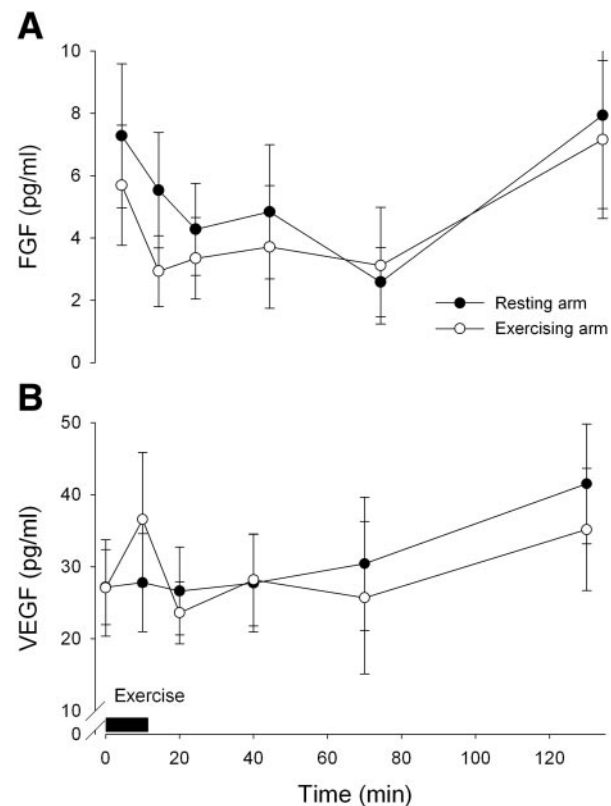 A
10
8
6
4
2
0
FGF (pg/ml)
Resting arm
Exercising arm
B
50
40
30
20
10
0
VEGF (pg/ml)
Exercise
0 20 40 60 80 100 120
Time (min)